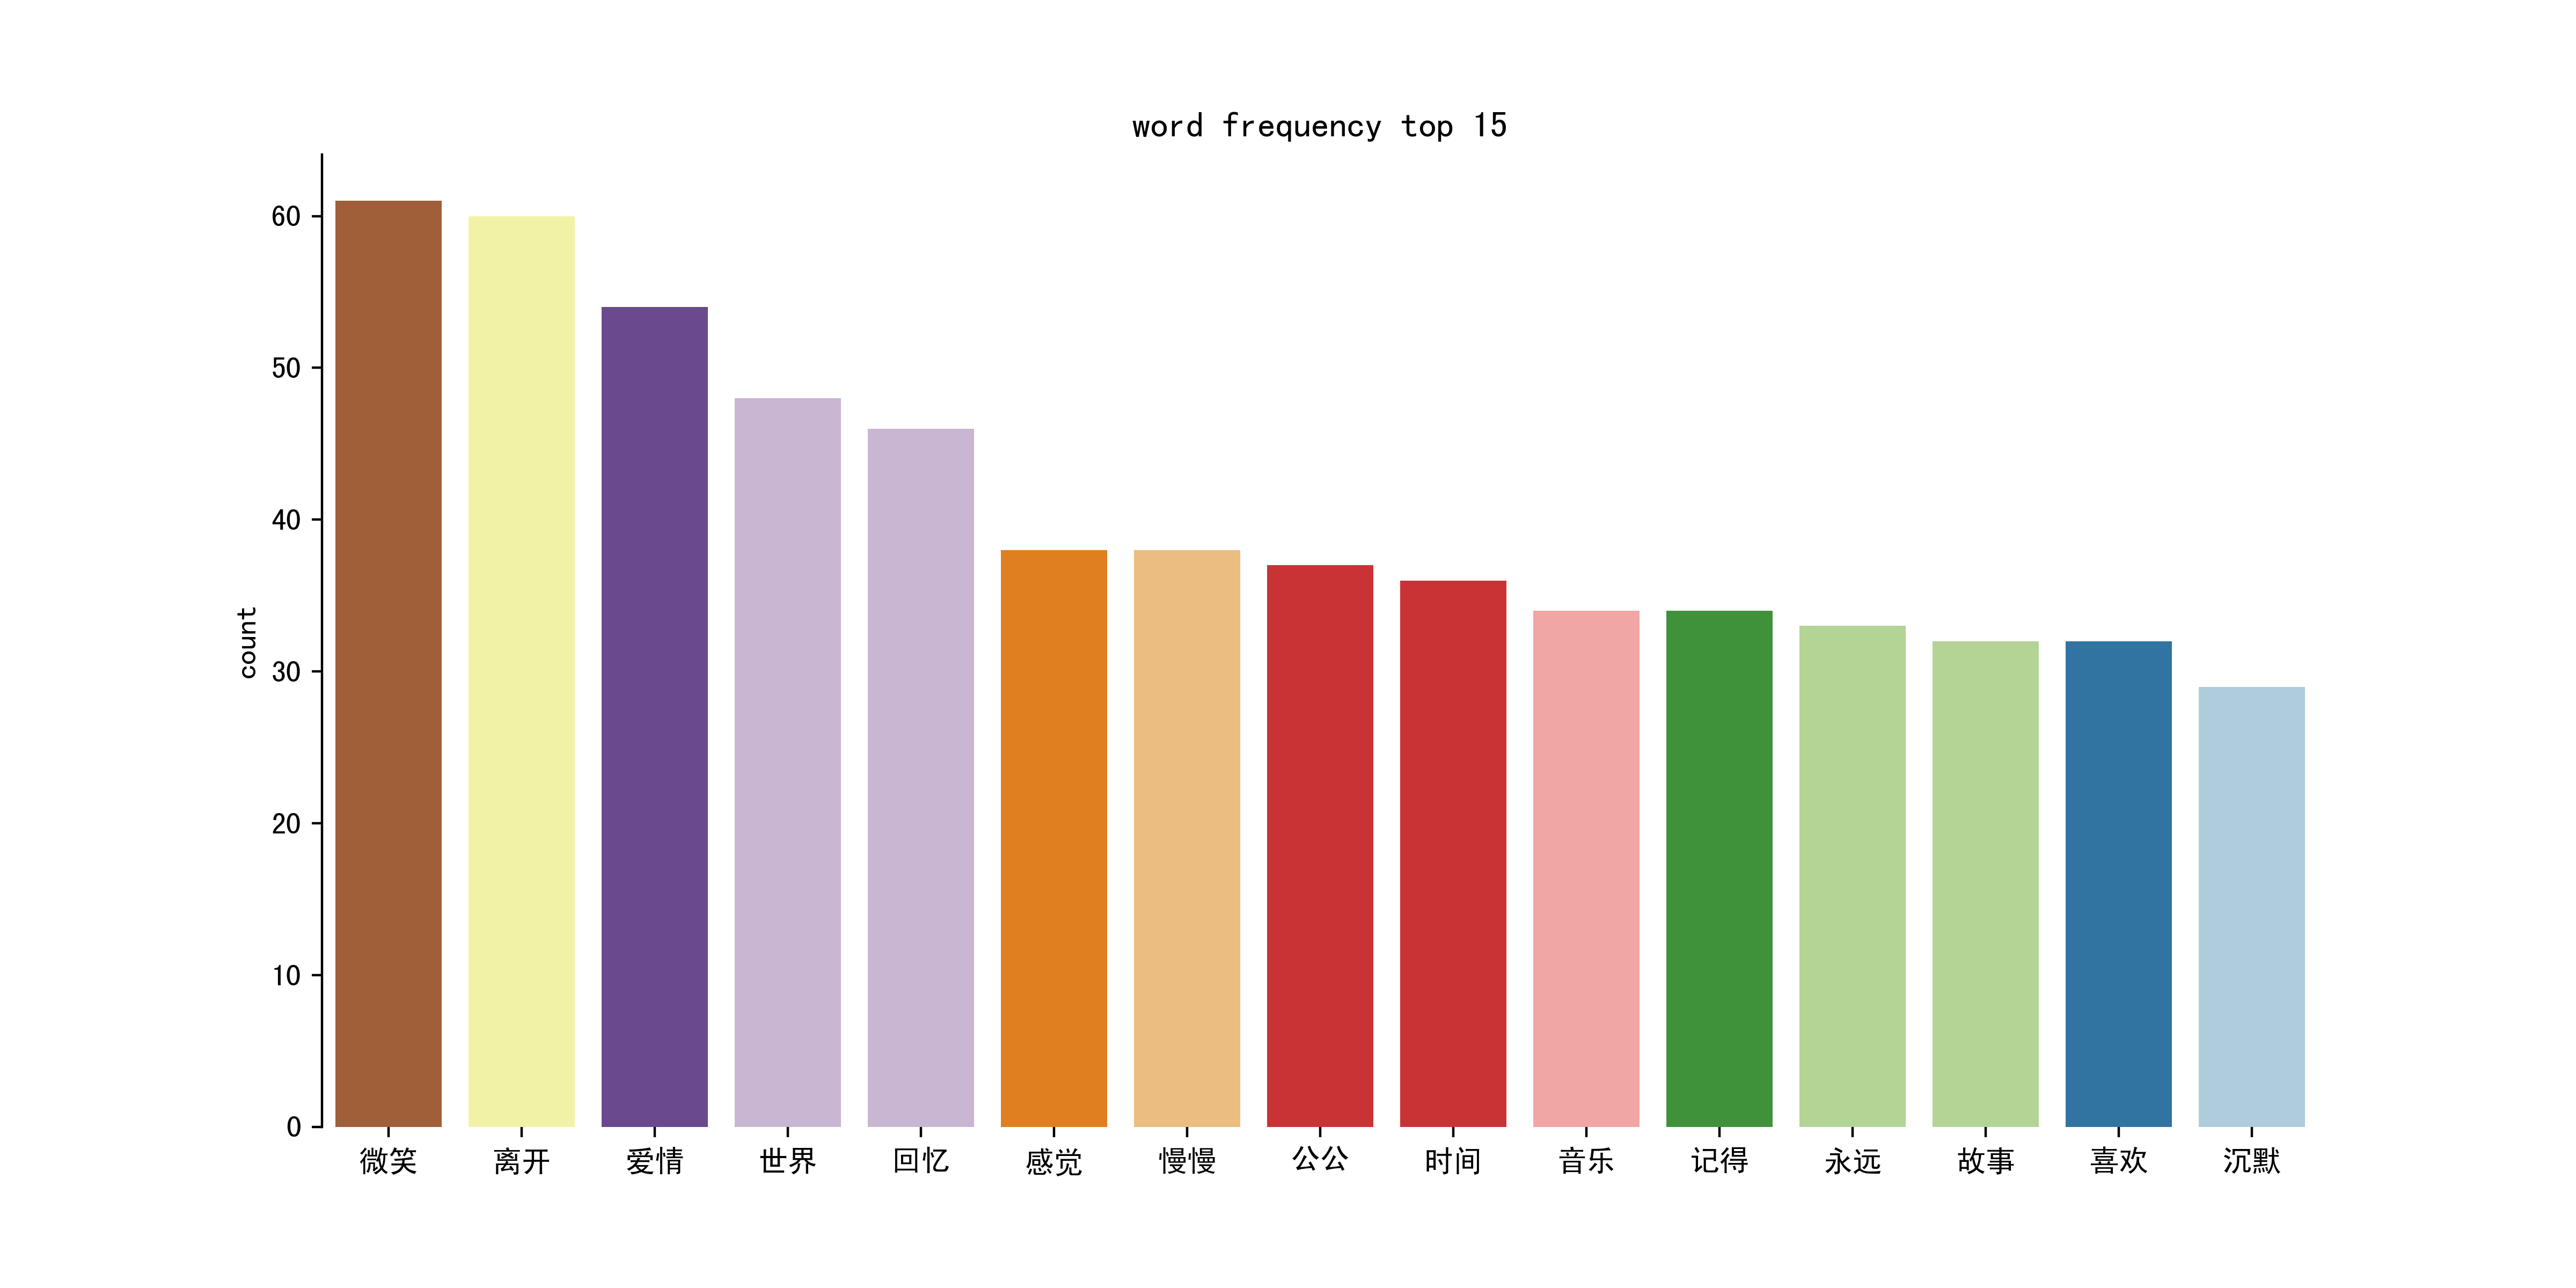 word frequency top 15
count
60
50
40
30
20
10
0
微笑 离开 爱情 世界 回忆 感觉 慢慢 公公 时间 音乐 记得 永远 故事 喜欢 沉默